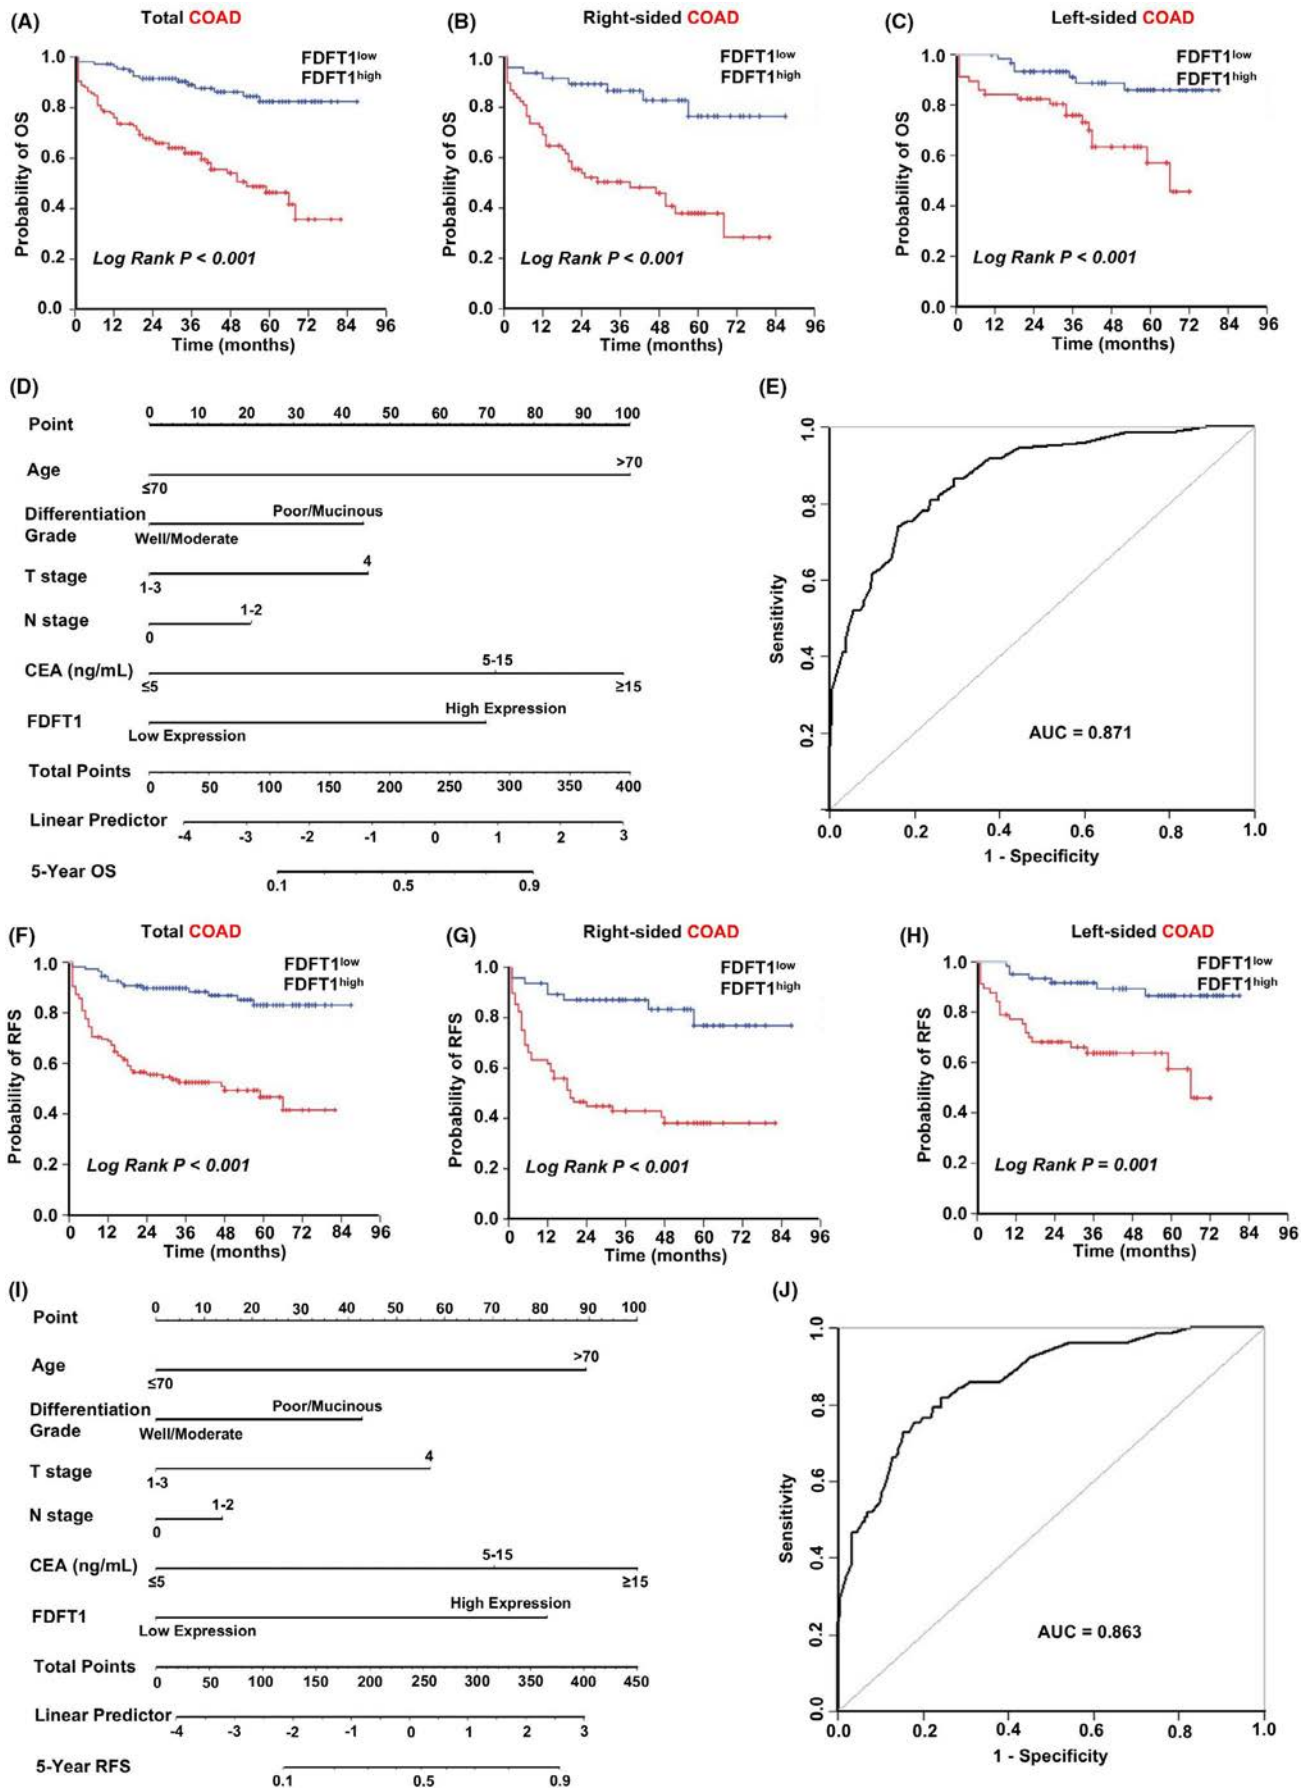 (A) Total COAD
FDFT1low
FDFT1high
Probability of OS
1.0
0.8
0.6
0.4
0.2
0.0
Log Rank P < 0.001
0 12 24 36 48 60 72 84 96
Time (months)
(B) Right-sided COAD
FDFT1low
FDFT1high
Probability of OS
1.0
0.8
0.6
0.4
0.2
0.0
Log Rank P < 0.001
0 12 24 36 48 60 72 84 96
Time (months)
(C) Left-sided COAD
FDFT1low
FDFT1high
Probability of OS
1.0
0.8
0.6
0.4
0.2
0.0
Log Rank P < 0.001
0 12 24 36 48 60 72 84 96
Time (months)
(D)
0 10 20 30 40 50 60 70 80 90 100
Point
>70
Age
≤70
Differentiation Grade
Poor/Mucinous
Well/Moderate
4
T stage
1-3
1-2
N stage
0
5-15
CEA (ng/mL)
≤5 ≥15
High Expression
FDFT1
Low Expression
Total Points
0 50 100 150 200 250 300 350 400
Linear Predictor
-4 -3 -2 -1 0 1 2 3
5-Year OS
0.1 0.5 0.9
(E)
Sensitivity
1.0
0.8
0.6
0.4
0.2
AUC = 0.871
0.0 0.2 0.4 0.6 0.8 1.0
1 - Specificity
(F) Total COAD
FDFT1low
FDFT1high
Probability of RFS
1.0
0.8
0.6
0.4
0.2
0.0
Log Rank P < 0.001
0 12 24 36 48 60 72 84 96
Time (months)
(G) Right-sided COAD
FDFT1low
FDFT1high
Probability of RFS
1.0
0.8
0.6
0.4
0.2
0.0
Log Rank P < 0.001
0 12 24 36 48 60 72 84 96
Time (months)
(H) Left-sided COAD
FDFT1low
FDFT1high
Probability of RFS
1.0
0.8
0.6
0.4
0.2
0.0
Log Rank P = 0.001
0 12 24 36 48 60 72 84 96
Time (months)
(I)
0 10 20 30 40 50 60 70 80 90 100
Point
>70
Age
≤70
Differentiation Grade
Poor/Mucinous
Well/Moderate
4
T stage
1-3
1-2
N stage
0
5-15
CEA (ng/mL)
≤5 ≥15
High Expression
FDFT1
Low Expression
Total Points
0 50 100 150 200 250 300 350 400 450
Linear Predictor
-4 -3 -2 -1 0 1 2 3
5-Year RFS
0.1 0.5 0.9
(J)
Sensitivity
1.0
0.8
0.6
0.4
0.2
0.0
AUC = 0.863
0.0 0.2 0.4 0.6 0.8 1.0
1 - Specificity